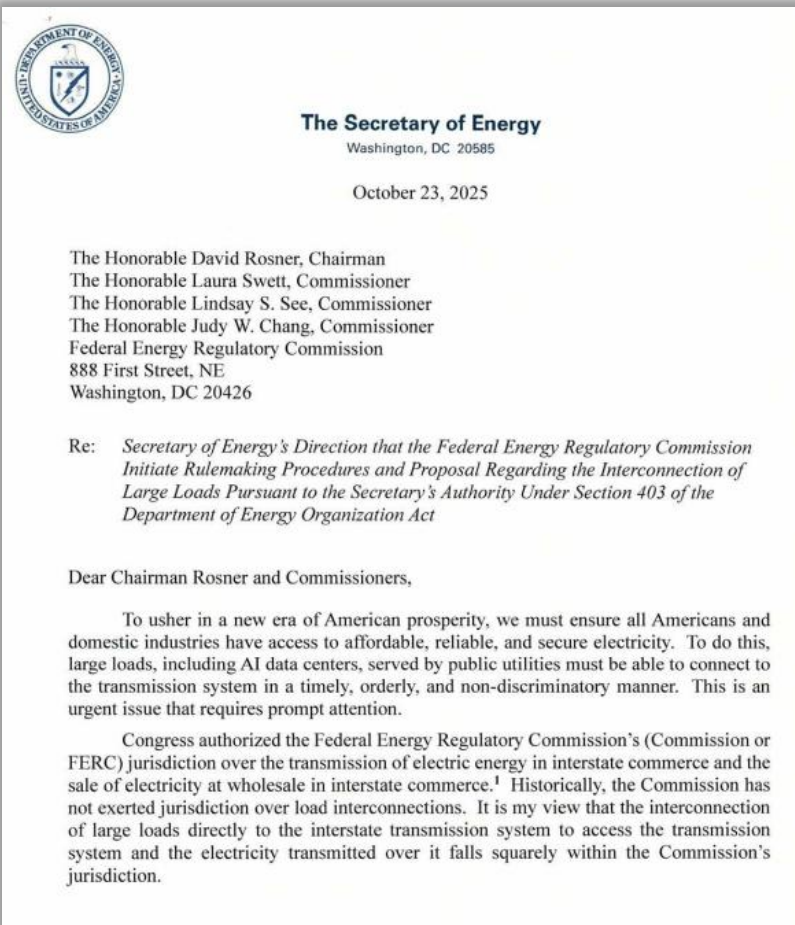 DEPARTMENT OF ENERGY
UNITED STATES OF AMERICA
The Secretary of Energy
Washington, DC 20585
October 23, 2025
The Honorable David Rosner, Chairman
The Honorable Laura Swett, Commissioner
The Honorable Lindsay S. See, Commissioner
The Honorable Judy W. Chang, Commissioner
Federal Energy Regulatory Commission
888 First Street, NE
Washington, DC 20426
Re: Secretary of Energy's Direction that the Federal Energy Regulatory Commission
Initiate Rulemaking Procedures and Proposal Regarding the Interconnection of
Large Loads Pursuant to the Secretary's Authority Under Section 403 of the
Department of Energy Organization Act
Dear Chairman Rosner and Commissioners,
To usher in a new era of American prosperity, we must ensure all Americans and
domestic industries have access to affordable, reliable, and secure electricity. To do this,
large loads, including AI data centers, served by public utilities must be able to connect to
the transmission system in a timely, orderly, and non-discriminatory manner. This is an
urgent issue that requires prompt attention.
Congress authorized the Federal Energy Regulatory Commission's (Commission or
FERC) jurisdiction over the transmission of electric energy in interstate commerce and the
sale of electricity at wholesale in interstate commerce.¹ Historically, the Commission has
not exerted jurisdiction over load interconnections. It is my view that the interconnection
of large loads directly to the interstate transmission system to access the transmission
system and the electricity transmitted over it falls squarely within the Commission's
jurisdiction.